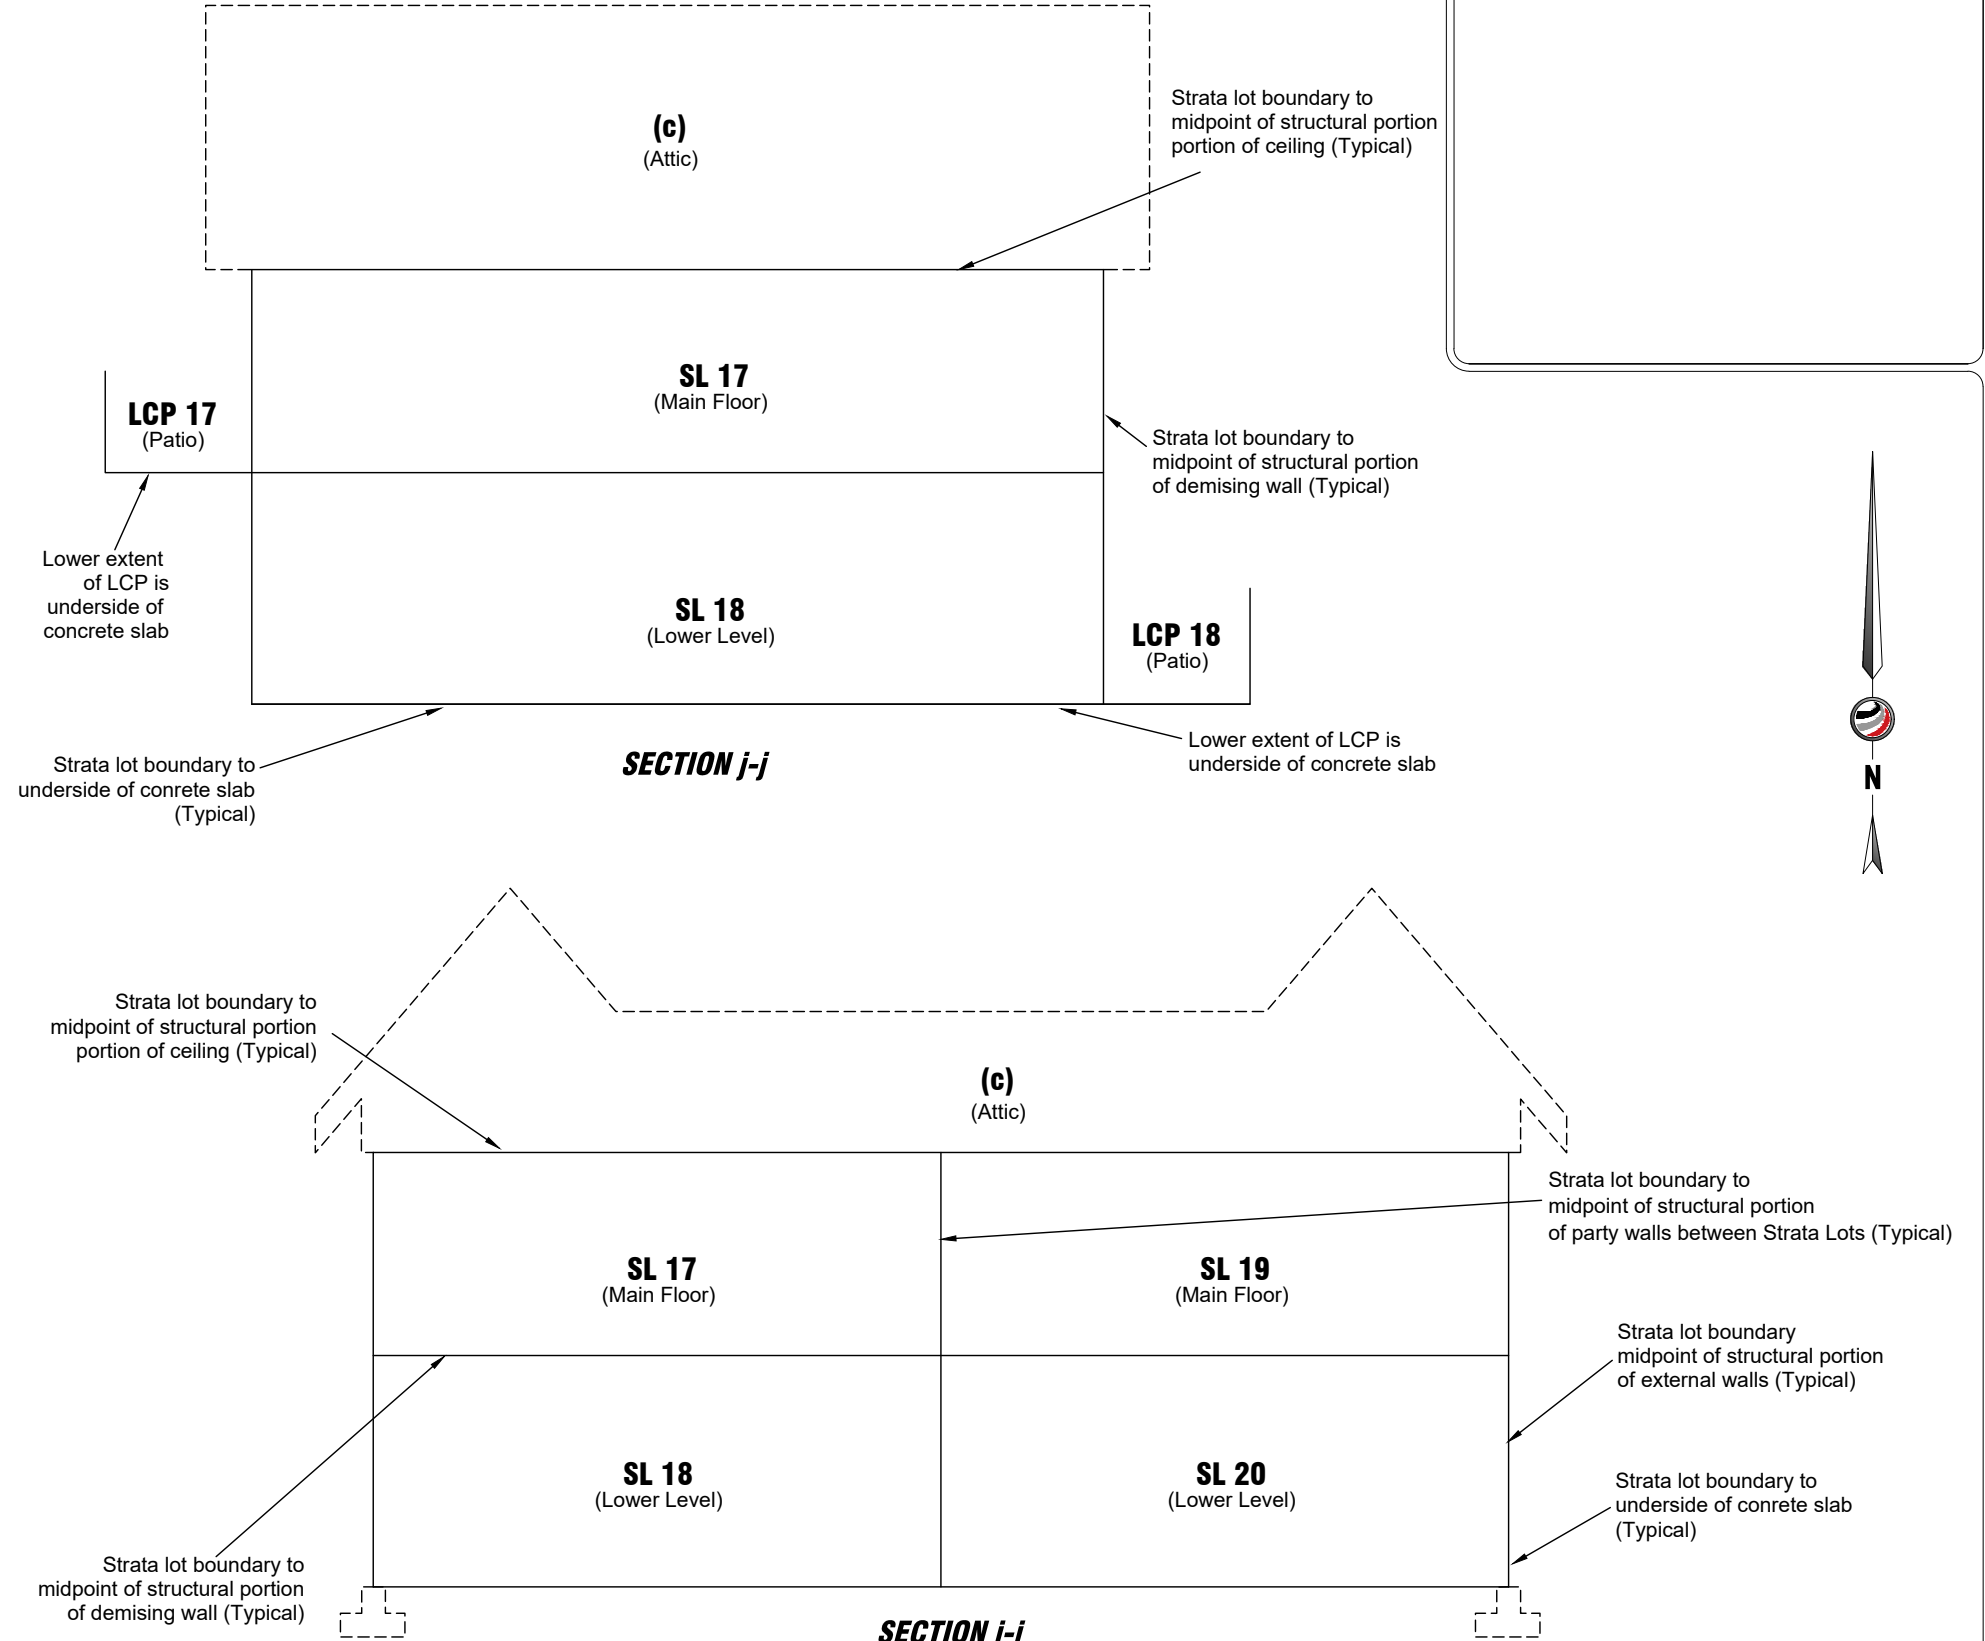 (c)
(Attic)
Strata lot boundary to
midpoint of structural portion
portion of ceiling (Typical)
SL 17
(Main Floor)
LCP 17
(Patio)
Strata lot boundary to
midpoint of structural portion
of demising wall (Typical)
Lower extent
of LCP is
underside of
concrete slab
SL 18
(Lower Level)
LCP 18
(Patio)
Strata lot boundary to
underside of conrete slab
(Typical)
SECTION j-j
Lower extent of LCP is
underside of concrete slab
N
Strata lot boundary to
midpoint of structural portion
portion of ceiling (Typical)
(c)
(Attic)
Strata lot boundary to
midpoint of structural portion
of party walls between Strata Lots (Typical)
SL 17
(Main Floor)
SL 19
(Main Floor)
Strata lot boundary
midpoint of structural portion
of external walls (Typical)
SL 18
(Lower Level)
SL 20
(Lower Level)
Strata lot boundary to
underside of conrete slab
(Typical)
Strata lot boundary to
midpoint of structural portion
of demising wall (Typical)
SECTION